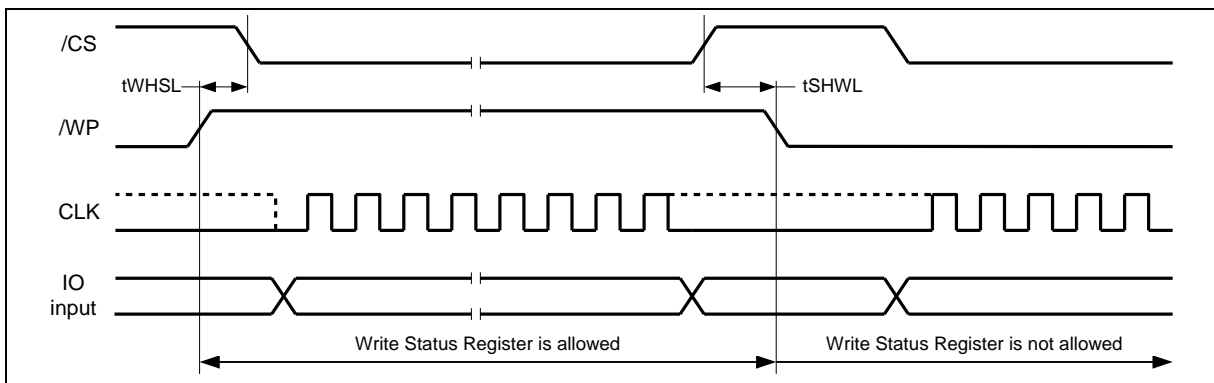 /CS
tWHSL
tSHWL
/WP
CLK
IO
input
Write Status Register is allowed
Write Status Register is not allowed